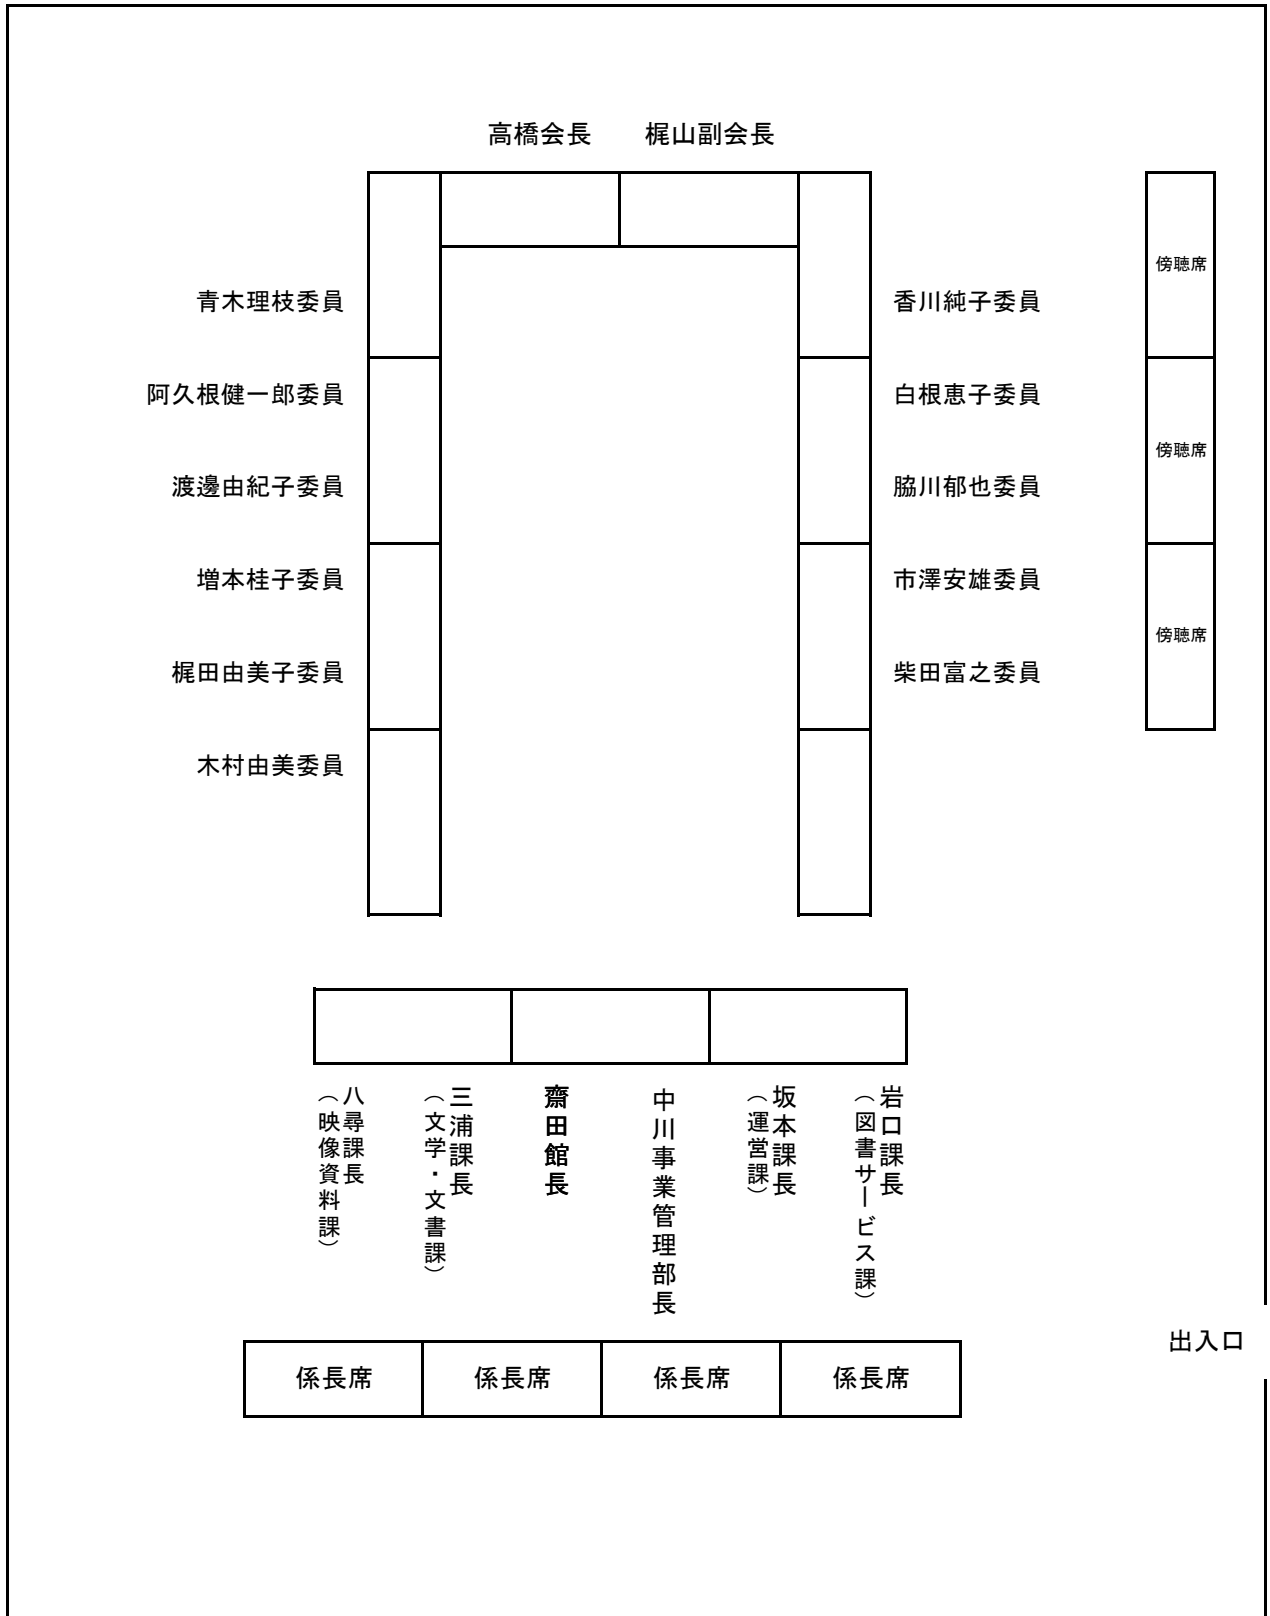 高橋会長
梶山副会長
青木理枝委員
阿久根健一郎委員
渡邊由紀子委員
増本桂子委員
梶田由美子委員
木村由美委員
香川純子委員
白根恵子委員
脇川郁也委員
市澤安雄委員
柴田富之委員
傍聴席
傍聴席
傍聴席
八尋課長
（映像資料課）
三浦課長
（文学・文書課）
齋田館長
中川事業管理部長
坂本課長
（運営課）
岩口課長
（図書サービス課）
係長席
係長席
係長席
係長席
出入口